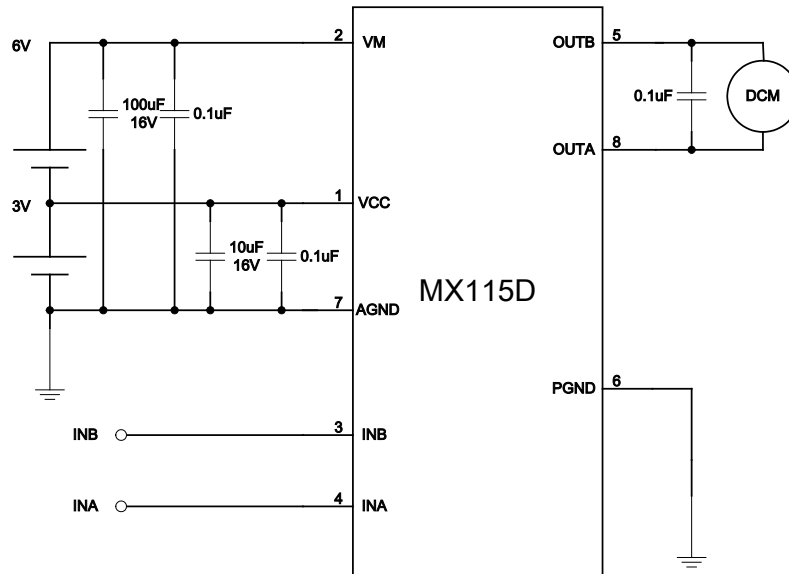 6V
2
VM
OUTB
5
100uF
16V
0.1uF
0.1uF
DCM
OUTA
8
3V
1
VCC
10uF
16V
0.1uF
MX115D
7
AGND
PGND
6
INB
3
INB
INA
4
INA